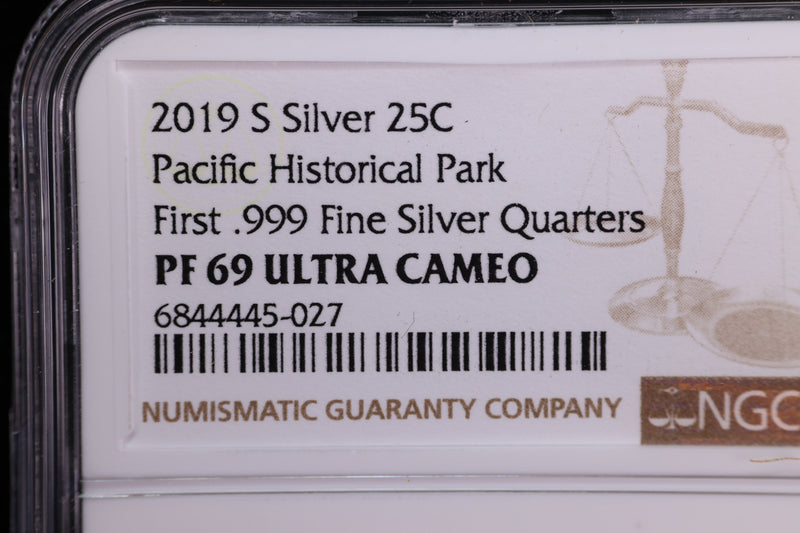 2019 S Silver 25C
Pacific Historical Park
First .999 Fine Silver Quarters
PF 69 ULTRA CAMEO
6844445-027
NUMISMATIC GUARANTY COMPANY
NGC